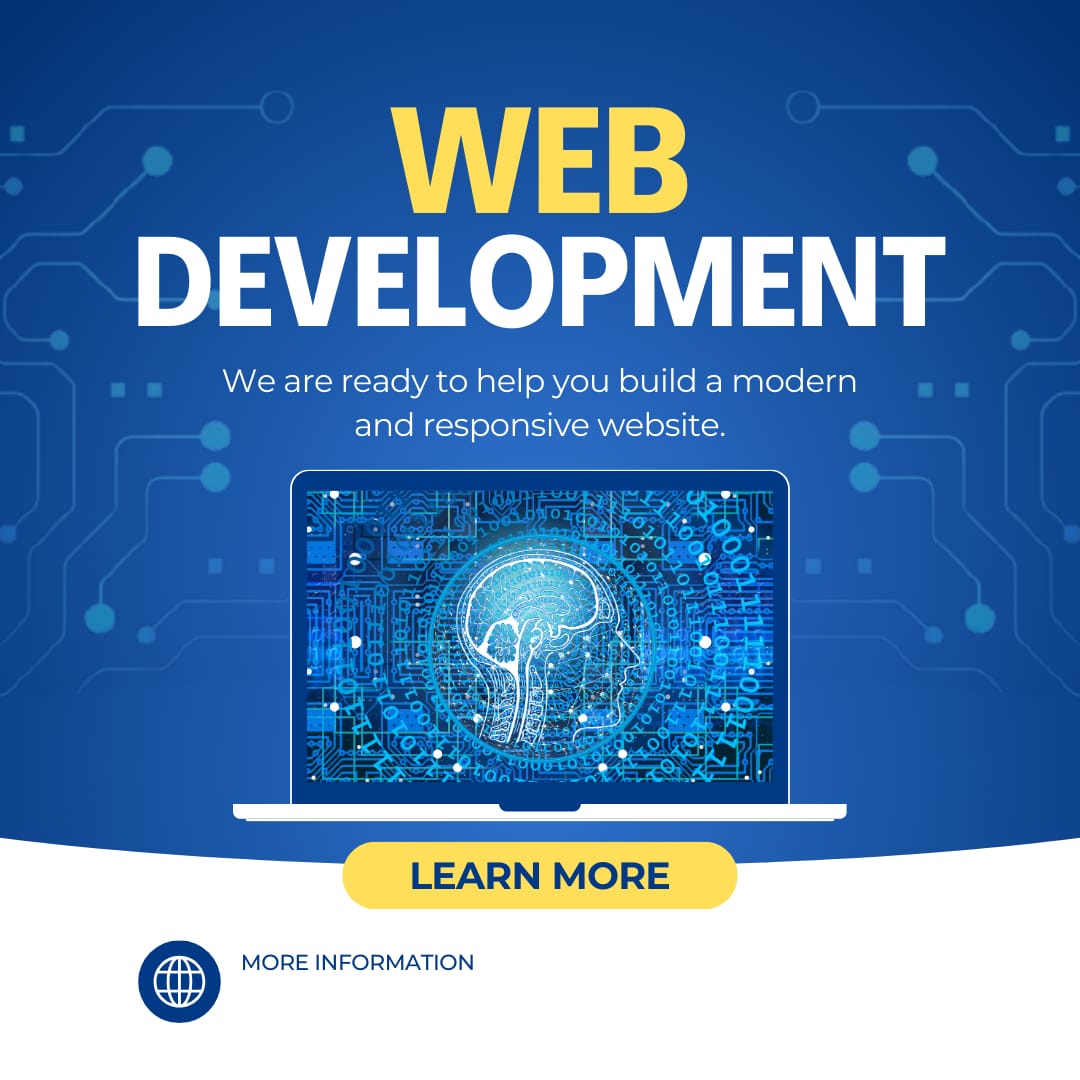 WEB
DEVELOPMENT
We are ready to help you build a modern
and responsive website.
LEARN MORE
MORE INFORMATION